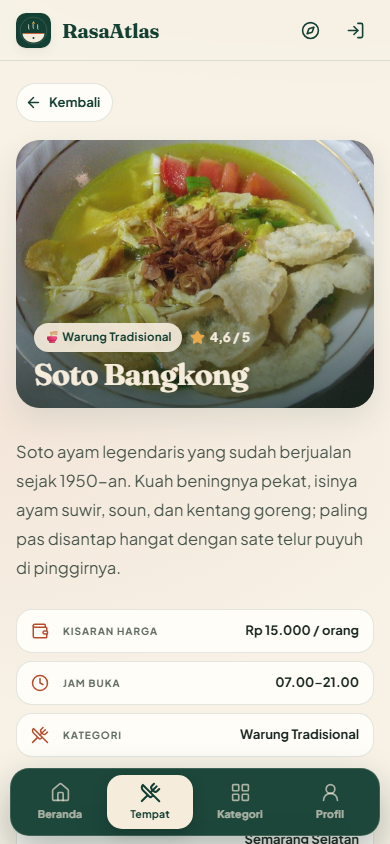 RasaAtlas
Kembali
Warung Tradisional
4,6 / 5
Soto Bangkong
Soto ayam legendaris yang sudah berjualan
sejak 1950-an. Kuah beningnya pekat, isinya
ayam suwir, soun, dan kentang goreng; paling
pas disantap hangat dengan sate telur puyuh
di pinggirnya.
KISARAN HARGA
Rp 15.000 / orang
JAM BUKA
07.00–21.00
KATEGORI
Warung Tradisional
Beranda
Tempat
Kategori
Profil
Semarang Selatan